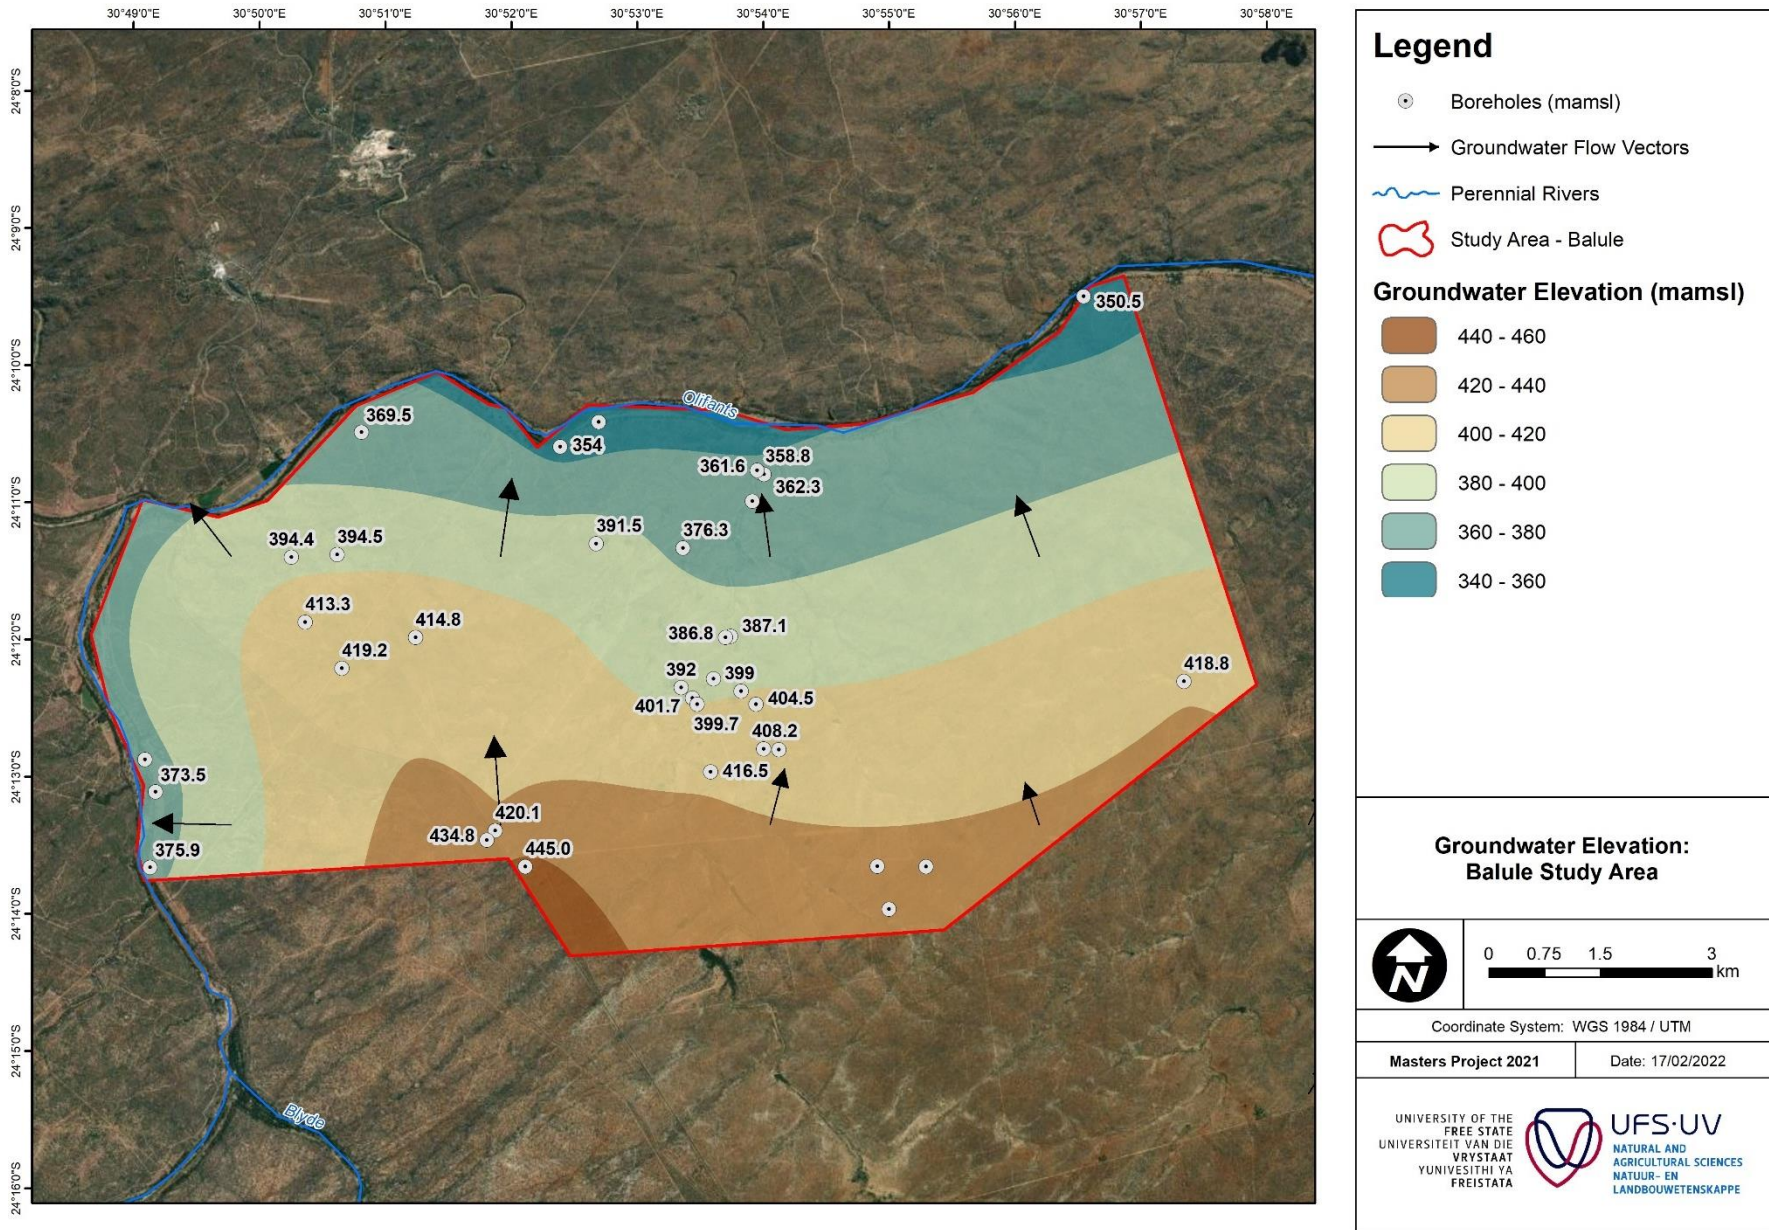 30°49'0"E 30°50'0"E 30°51'0"E 30°52'0"E 30°53'0"E 30°54'0"E 30°55'0"E 30°56'0"E 30°57'0"E 30°58'0"E
24°8'0"S
24°9'0"S
24°10'0"S
24°11'0"S
24°12'0"S
24°13'0"S
24°14'0"S
24°15'0"S
24°16'0"S
350.5
Olifants
369.5
354
361.6
358.8
362.3
391.5
376.3
394.4
394.5
413.3
414.8
419.2
386.8
387.1
392
399
401.7
404.5
399.7
408.2
416.5
418.8
373.5
375.9
420.1
434.8
445.0
Blyde
Legend
Boreholes (mamsl)
Groundwater Flow Vectors
Perennial Rivers
Study Area - Balule
Groundwater Elevation (mamsl)
440 - 460
420 - 440
400 - 420
380 - 400
360 - 380
340 - 360
Groundwater Elevation:
Balule Study Area
N
0 0.75 1.5 3
km
Coordinate System: WGS 1984 / UTM
Masters Project 2021
Date: 17/02/2022
UNIVERSITY OF THE
FREE STATE
UNIVERSITEIT VAN DIE
VRYSTAAT
YUNIVESITHI YA
FREISTATA
UFS·UV
NATURAL AND
AGRICULTURAL SCIENCES
NATUUR- EN
LANDBOUWETENSKAPPE